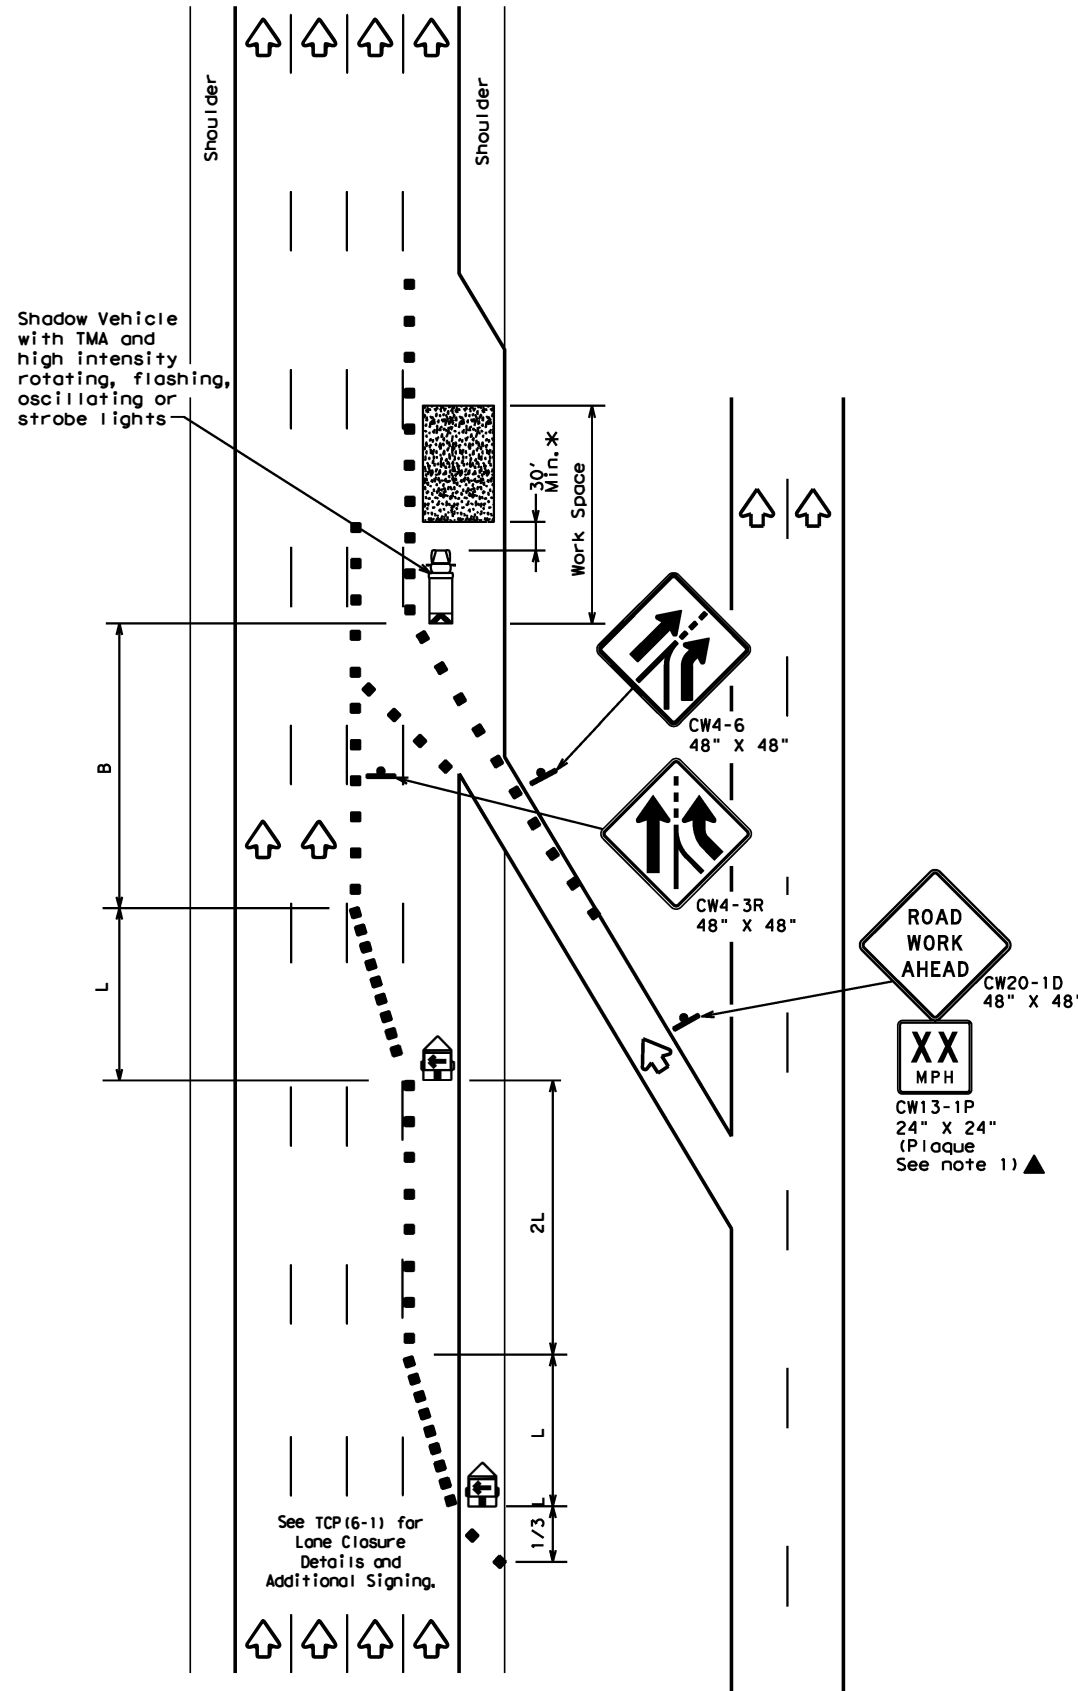 Shoulder
Shoulder
Shadow Vehicle
with TMA and
high intensity
rotating, flashing,
oscillating or
strobe lights
30'
Min.*
Work Space
CW4-6
48" X 48"
B
CW4-3R
48" X 48"
ROAD
WORK
AHEAD
CW20-1D
48" X 48"
L
XX
MPH
CW13-1P
24" X 24"
(Plaque
See note 1)▲
2L
L
1/3 L
See TCP(6-1) for
Lane Closure
Details and
Additional Signing.